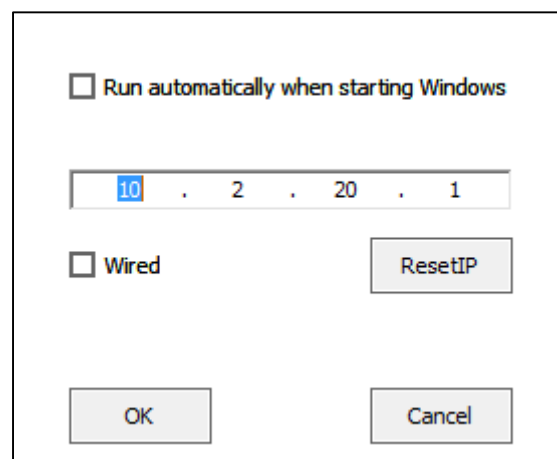 Run automatically when starting Windows
10 . 2 . 20 . 1
Wired
ResetIP
OK
Cancel